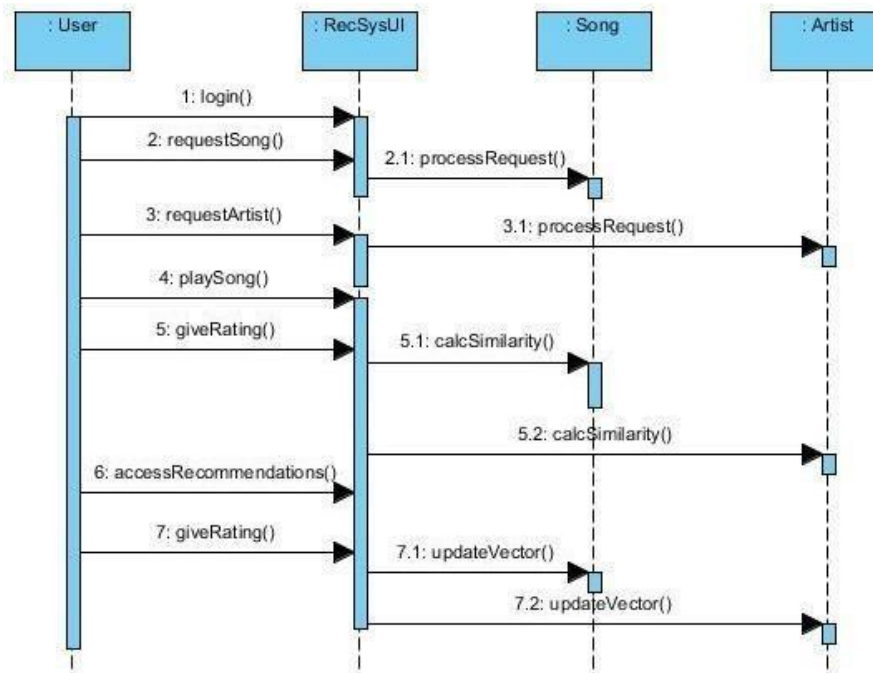 : User
: RecSysUI
: Song
: Artist
1: login()
2: requestSong()
2.1: processRequest()
3: requestArtist()
3.1: processRequest()
4: playSong()
5: giveRating()
5.1: calcSimilarity()
5.2: calcSimilarity()
6: accessRecommendations()
7: giveRating()
7.1: updateVector()
7.2: updateVector()